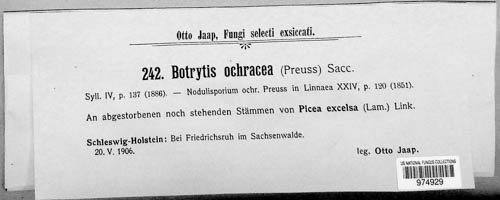 Otto Jaap, Fungi selecti exsiccati.
242. Botrytis ochracea (Preuss) Sacc.
Syll. IV, p. 137 (1886). — Nodulisporium ochr. Preuss in Linnaea XXIV, p. 120 (1851).
An abgestorbenen noch stehenden Stämmen von Picea excelsa (Lam.) Link.
Schleswig-Holstein: Bei Friedrichsruh im Sachsenwalde.
20. V. 1906.
leg. Otto Jaap.
US NATIONAL FUNGUS COLLECTIONS
974929